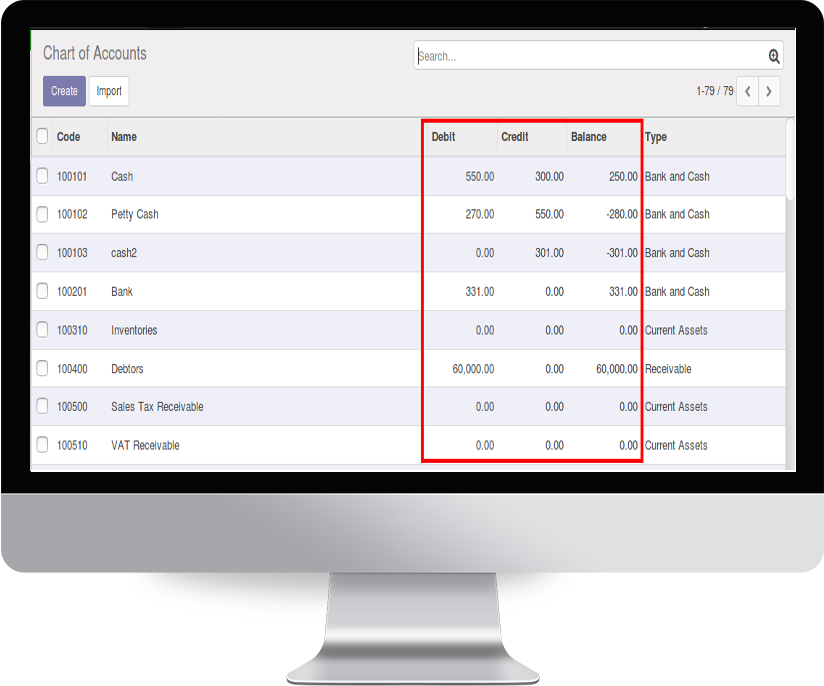 Chart of Accounts
Search...
Create Import
1-79 / 79
Code Name Debit Credit Balance Type
100101 Cash 550.00 300.00 250.00 Bank and Cash
100102 Petty Cash 270.00 550.00 -280.00 Bank and Cash
100103 cash2 0.00 301.00 -301.00 Bank and Cash
100201 Bank 331.00 0.00 331.00 Bank and Cash
100310 Inventories 0.00 0.00 0.00 Current Assets
100400 Debtors 60,000.00 0.00 60,000.00 Receivable
100500 Sales Tax Receivable 0.00 0.00 0.00 Current Assets
100510 VAT Receivable 0.00 0.00 0.00 Current Assets